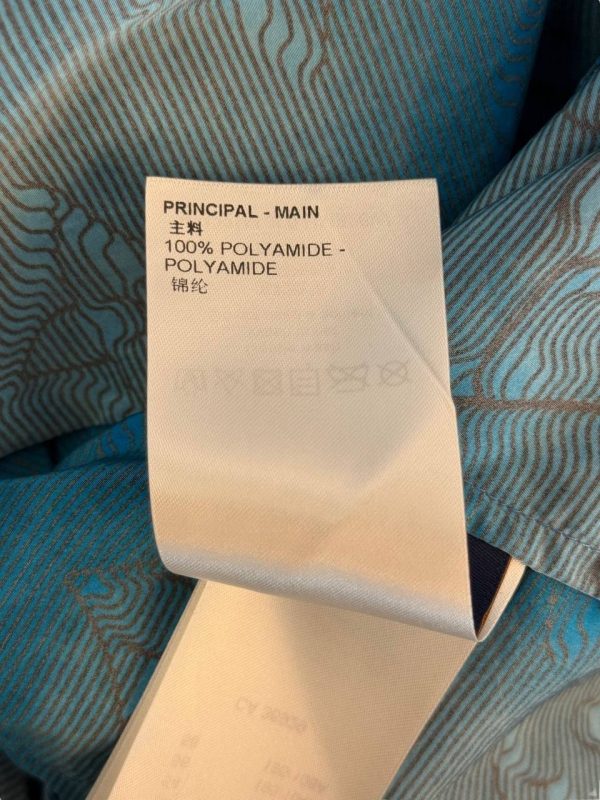 PRINCIPAL - MAIN
主料
100% POLYAMIDE -
POLYAMIDE
锦纶